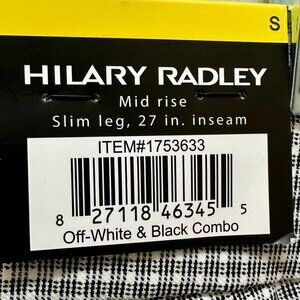 S
HILARY RADLEY
Mid rise
Slim leg, 27 in. inseam
ITEM#1753633
8 27118 46345 5
Off-White & Black Combo